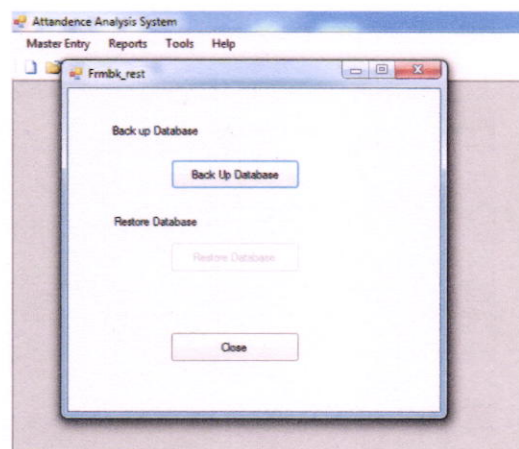 Attandence Analysis System
Master Entry Reports Tools Help
Frmbk_rest
Back up Database
Back Up Database
Restore Database
Restore Database
Close